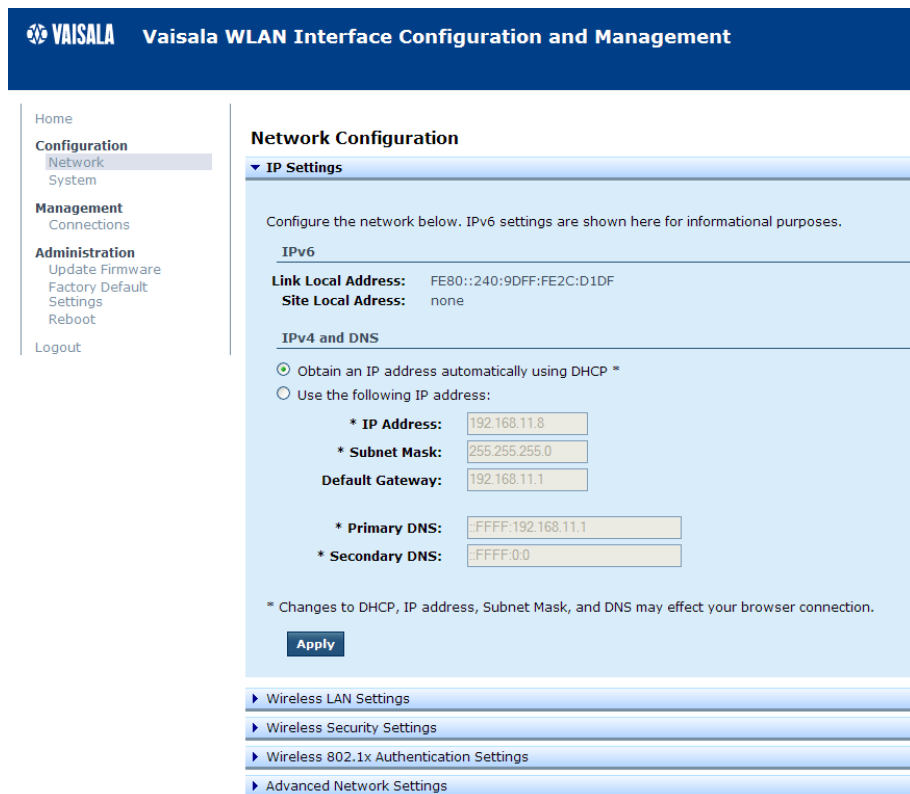 VAISALA Vaisala WLAN Interface Configuration and Management
Home
Configuration
Network
System
Management
Connections
Administration
Update Firmware
Factory Default
Settings
Reboot
Logout
Network Configuration
IP Settings
Configure the network below. IPv6 settings are shown here for informational purposes.
IPv6
Link Local Address: FE80::240:9DFF:FE2C:D1DF
Site Local Adress: none
IPv4 and DNS
Obtain an IP address automatically using DHCP *
Use the following IP address:
* IP Address: 192.168.11.8
* Subnet Mask: 255.255.255.0
Default Gateway: 192.168.11.1
* Primary DNS: ::FFFF:192.168.11.1
* Secondary DNS: ::FFFF:0:0
* Changes to DHCP, IP address, Subnet Mask, and DNS may effect your browser connection.
Apply
Wireless LAN Settings
Wireless Security Settings
Wireless 802.1x Authentication Settings
Advanced Network Settings